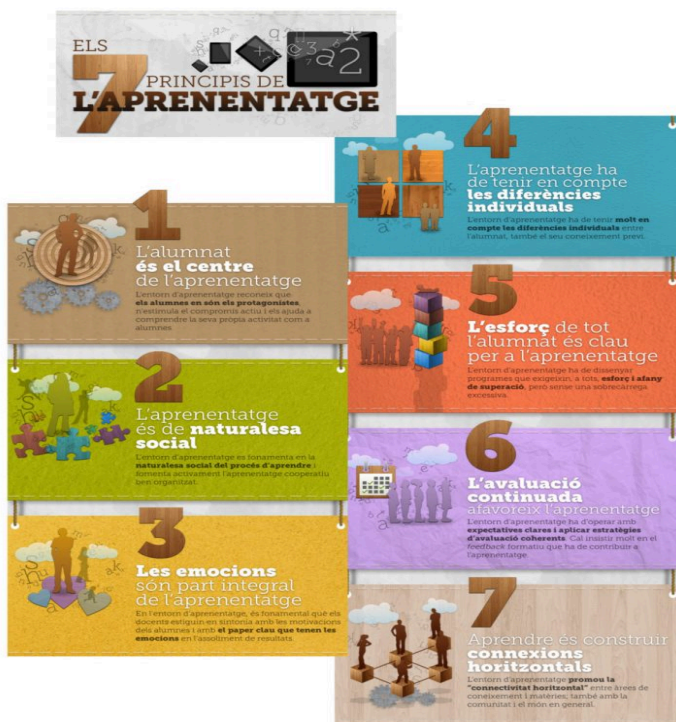 ELS
7 PRINCIPIS DE
L'APRENENTATGE
1
L'alumnat
és el centre
de l'aprenentatge
L'entorn d'aprenentatge reconeix que
els alumnes en són els protagonistes,
n'estimula el compromís actiu i els ajuda a
comprendre la seva pròpia activitat com a
alumnes.
2
L'aprenentatge
és de naturalesa
social
L'entorn d'aprenentatge es fonamenta en la
naturalesa social del procés d'aprendre i
fomenta activament l'aprenentatge cooperatiu
ben organitzat.
3
Les emocions
són part integral
de l'aprenentatge
En l'entorn d'aprenentatge, és fonamental que els
docents estiguin en sintonia amb les motivacions
dels alumnes i amb el paper clau que tenen les
emocions en l'assoliment de resultats.
4
L'aprenentatge ha
de tenir en compte
les diferències
individuals
L'entorn d'aprenentatge ha de tenir molt en
compte les diferències individuals entre
l'alumnat, també el seu coneixement previ.
5
L'esforç de tot
l'alumnat és clau
per a l'aprenentatge
L'entorn d'aprenentatge ha de dissenyar
programes que exigeixin, a tots, esforç i afany
de superació, però sense una sobrecàrrega
excessiva.
6
L'avaluació
continuada
afavoreix l'aprenentatge
L'entorn d'aprenentatge ha d'operar amb
expectatives clares i aplicar estratègies
d'avaluació coherents. Cal insistir molt en el
feedback formatiu que ha de contribuir a
l'aprenentatge.
7
Aprendre és construir
connexions
horitzontals
L'entorn d'aprenentatge promou la
"connectivitat horitzontal" entre àrees de
coneixement i matèries, també amb la
comunitat i el món en general.